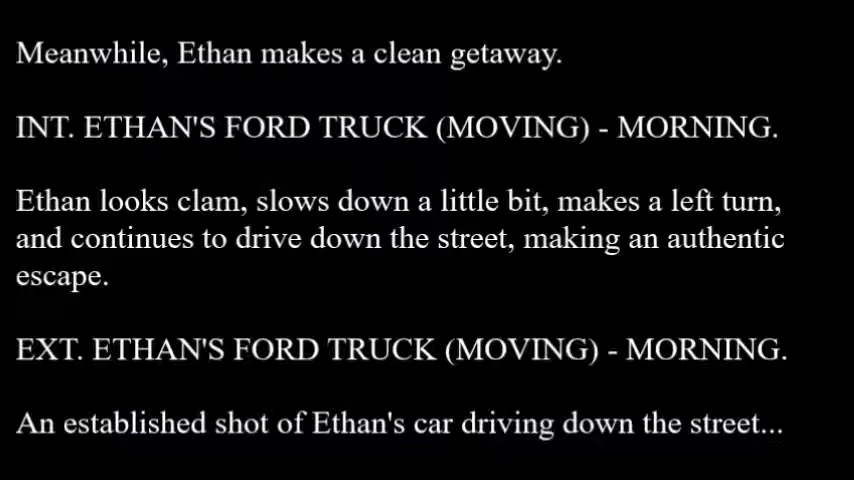 Meanwhile, Ethan makes a clean getaway.
INT. ETHAN'S FORD TRUCK (MOVING) - MORNING.
Ethan looks clam, slows down a little bit, makes a left turn,
and continues to drive down the street, making an authentic
escape.
EXT. ETHAN'S FORD TRUCK (MOVING) - MORNING.
An established shot of Ethan's car driving down the street...